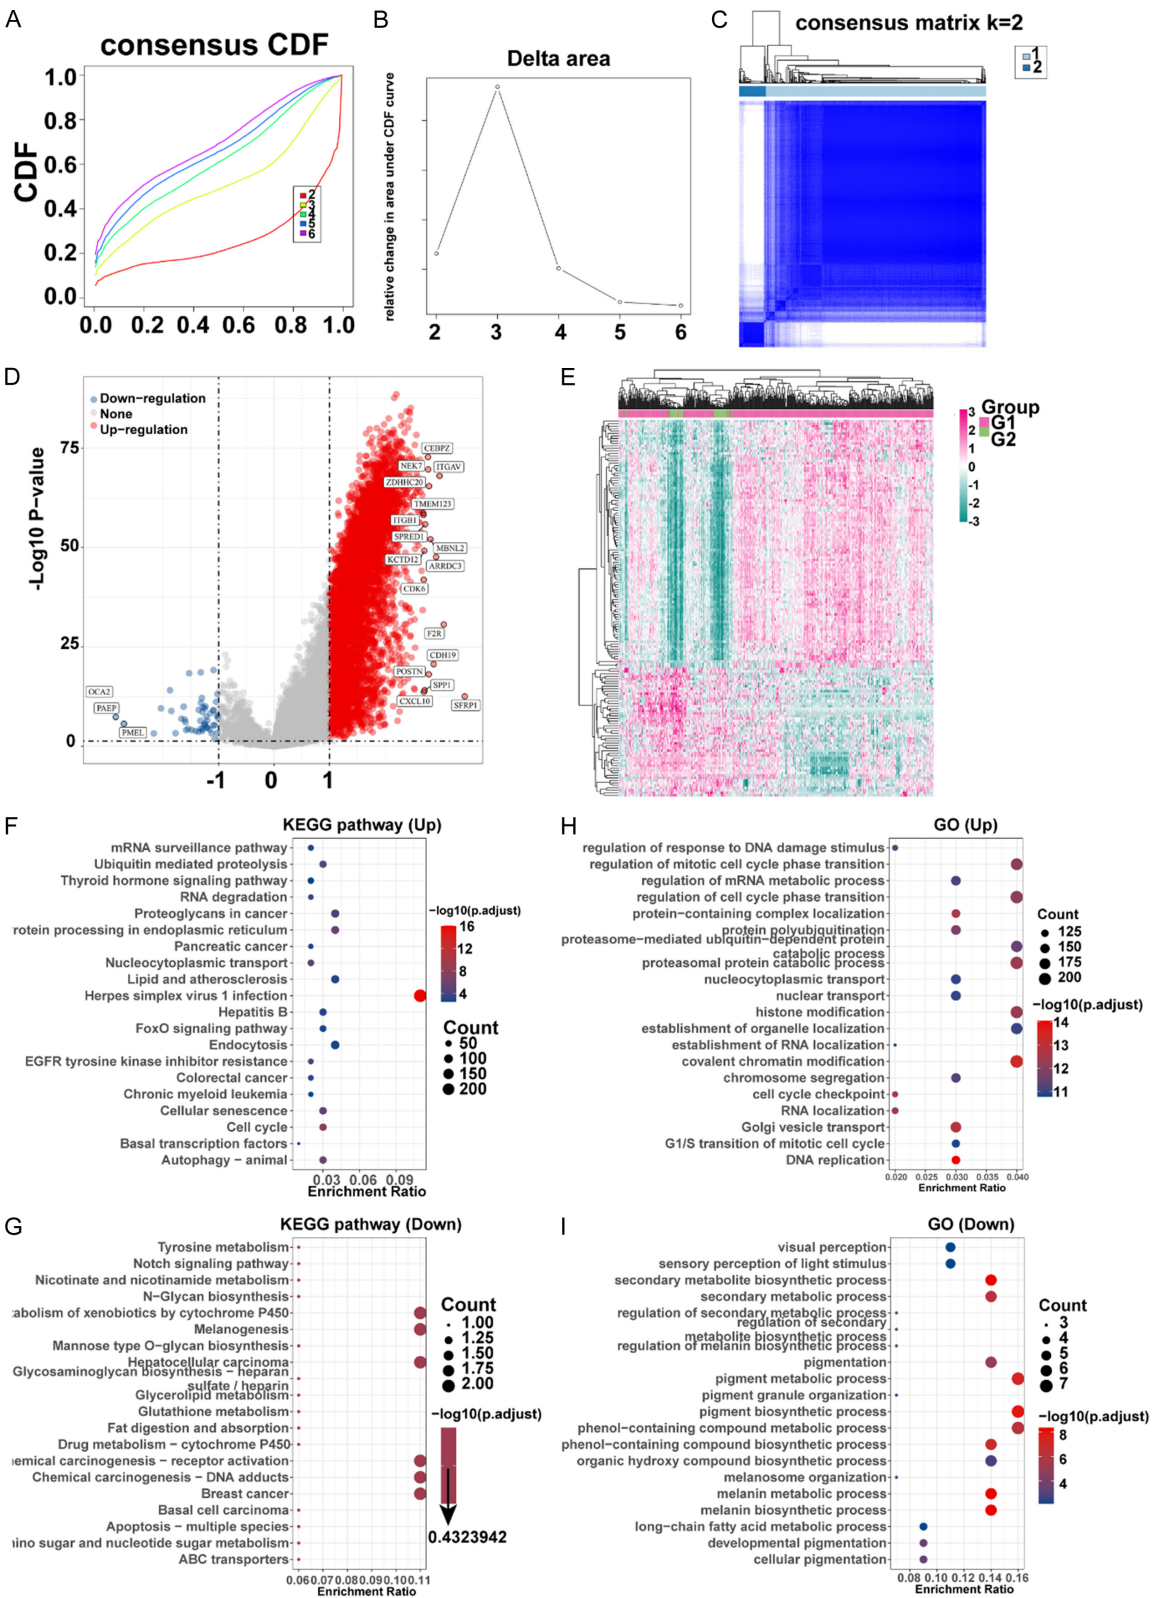 A
consensus CDF
CDF
1.0
0.8
0.6
0.4
0.2
0.0
0.0 0.2 0.4 0.6 0.8 1.0
2
3
4
5
6
B
Delta area
relative change in area under CDF curve
2 3 4 5 6
C
consensus matrix k=2
1
2
D
Down-regulation
None
Up-regulation
-Log10 P-value
75
50
25
0
-1 0 1
CEBPZ
NEK7
ITGAV
ZDHHC20
TMEM123
ITGB1
SPRED1
MBNL2
KCTD12
ARRDC3
CDK6
F2R
CDH19
POSTN
SPP1
CXCL10
SFRP1
OCA2
PAEP
PMEL
E
3
2
1
0
-1
-2
-3
Group
G1
G2
F
KEGG pathway (Up)
mRNA surveillance pathway
Ubiquitin mediated proteolysis
Thyroid hormone signaling pathway
RNA degradation
Proteoglycans in cancer
rotein processing in endoplasmic reticulum
Pancreatic cancer
Nucleocytoplasmic transport
Lipid and atherosclerosis
Herpes simplex virus 1 infection
Hepatitis B
FoxO signaling pathway
Endocytosis
EGFR tyrosine kinase inhibitor resistance
Colorectal cancer
Chronic myeloid leukemia
Cellular senescence
Cell cycle
Basal transcription factors
Autophagy − animal
0.03 0.06 0.09
Enrichment Ratio
−log10(p.adjust)
16
12
8
4
Count
50
100
150
200
H
GO (Up)
regulation of response to DNA damage stimulus
regulation of mitotic cell cycle phase transition
regulation of mRNA metabolic process
regulation of cell cycle phase transition
protein−containing complex localization
protein polyubiquitination
proteasome−mediated ubiquitin−dependent protein
catabolic process
proteasomal protein catabolic process
nucleocytoplasmic transport
nuclear transport
histone modification
establishment of organelle localization
establishment of RNA localization
covalent chromatin modification
chromosome segregation
cell cycle checkpoint
RNA localization
Golgi vesicle transport
G1/S transition of mitotic cell cycle
DNA replication
0.020 0.025 0.030 0.035 0.040
Enrichment Ratio
Count
125
150
175
200
−log10(p.adjust)
14
13
12
11
G
KEGG pathway (Down)
Tyrosine metabolism
Notch signaling pathway
Nicotinate and nicotinamide metabolism
N−Glycan biosynthesis
tabolism of xenobiotics by cytochrome P450
Melanogenesis
Mannose type O−glycan biosynthesis
Hepatocellular carcinoma
Glycosaminoglycan biosynthesis − heparan
sulfate / heparin
Glycerolipid metabolism
Glutathione metabolism
Fat digestion and absorption
Drug metabolism − cytochrome P450
hemical carcinogenesis − receptor activation
Chemical carcinogenesis − DNA adducts
Breast cancer
Basal cell carcinoma
Apoptosis − multiple species
nino sugar and nucleotide sugar metabolism
ABC transporters
0.060.070.080.090.100.11
Enrichment Ratio
Count
1.00
1.25
1.50
1.75
2.00
−log10(p.adjust)
0.4323942
I
GO (Down)
visual perception
sensory perception of light stimulus
secondary metabolite biosynthetic process
secondary metabolic process
regulation of secondary metabolic process
regulation of secondary
metabolite biosynthetic process
regulation of melanin biosynthetic process
pigmentation
pigment metabolic process
pigment granule organization
pigment biosynthetic process
phenol−containing compound metabolic process
phenol−containing compound biosynthetic process
organic hydroxy compound biosynthetic process
melanosome organization
melanin metabolic process
melanin biosynthetic process
long−chain fatty acid metabolic process
developmental pigmentation
cellular pigmentation
0.08 0.10 0.12 0.14 0.16
Enrichment Ratio
Count
3
4
5
6
7
−log10(p.adjust)
8
6
4